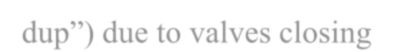 dup”) due to valves closing